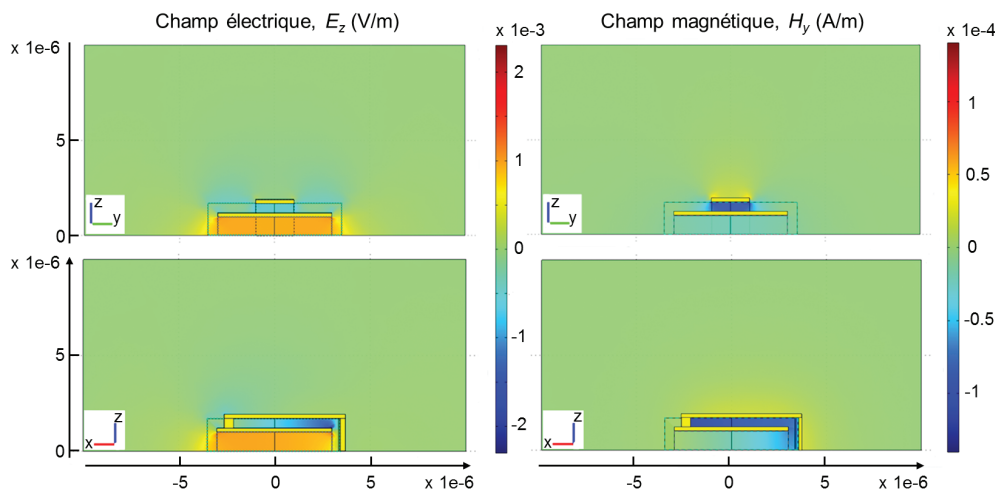 Champ électrique, Ez (V/m)
Champ magnétique, Hy (A/m)
x 1e-6
x 1e-3
x 1e-4
5
0
z
y
2
1
0
-1
-2
z
y
1
0.5
0
-0.5
-1
x 1e-6
5
0
z
x
z
x
-5
0
5
x 1e-6
-5
0
5
x 1e-6